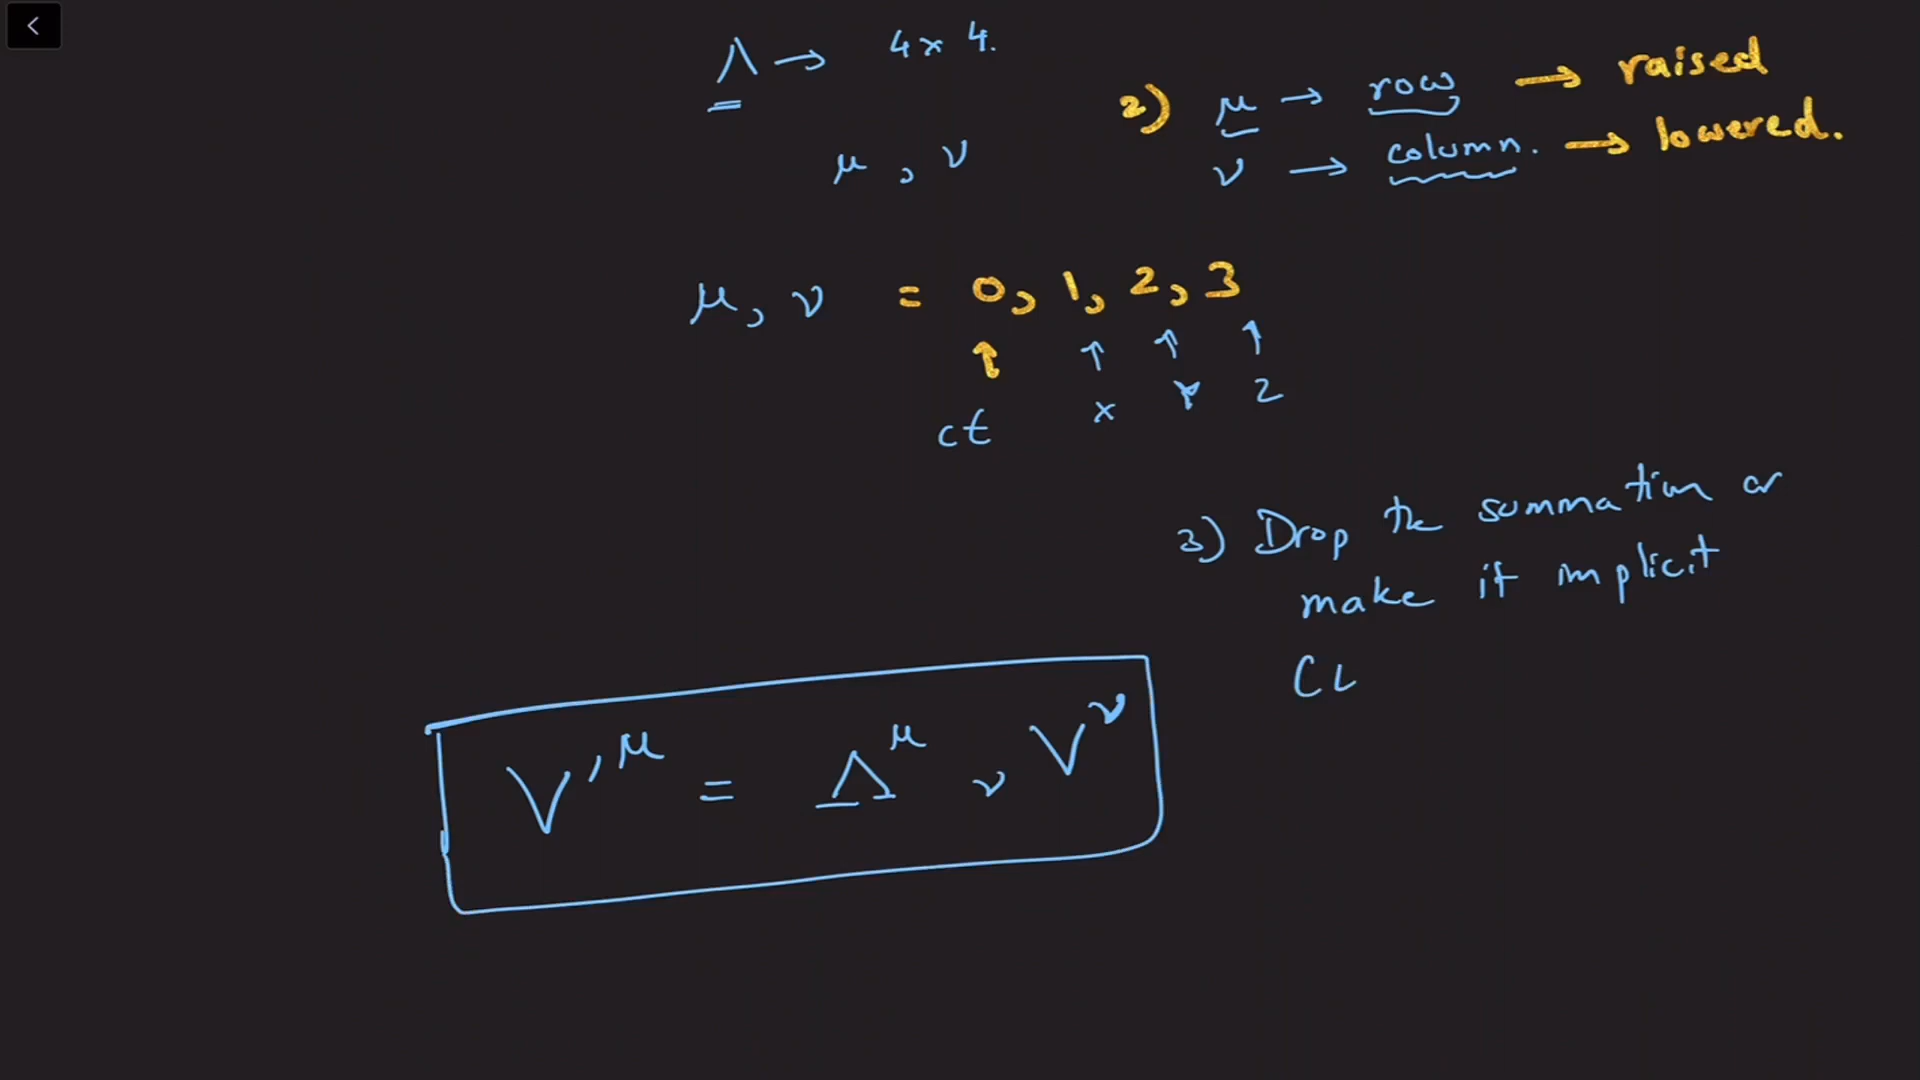 Λ → 4 x 4.
2) μ → row → raised
μ , ν
ν → column. → lowered.
μ, ν = 0, 1, 2, 3
↑ ↑ ↑ ↑
ct x y z
3) Drop the summation or
make it implicit
V'^μ = Λ^μ_ν V^ν